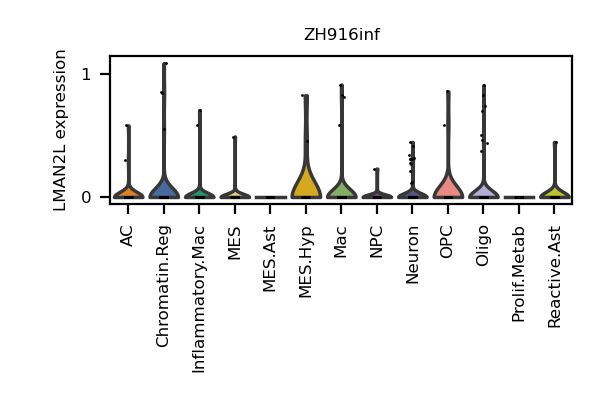 ZH916inf
LMAN2L expression
1
0
AC
Chromatin.Reg
Inflammatory.Mac
MES
MES.Ast
MES.Hyp
Mac
NPC
Neuron
OPC
Oligo
Prolif.Metab
Reactive.Ast